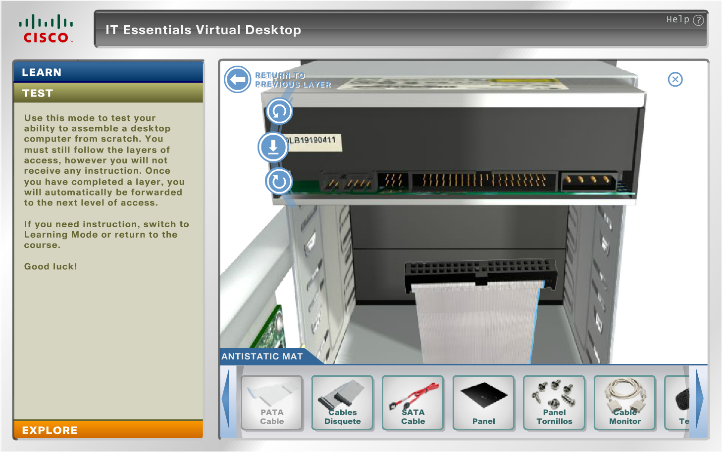 Help ?
CISCO
IT Essentials Virtual Desktop
LEARN
TEST
Use this mode to test your
ability to assemble a desktop
computer from scratch. You
must still follow the layers of
access, however you will not
receive any instruction. Once
you have completed a layer, you
will automatically be forwarded
to the next level of access.
If you need instruction, switch to
Learning Mode or return to the
course.
Good luck!
EXPLORE
RETURN TO
PREVIOUS LAYER
LB19190411
ANTISTATIC MAT
PATA
Cable
Cables
Disquete
SATA
Cable
Panel
Panel
Tornillos
Cable
Monitor
Te